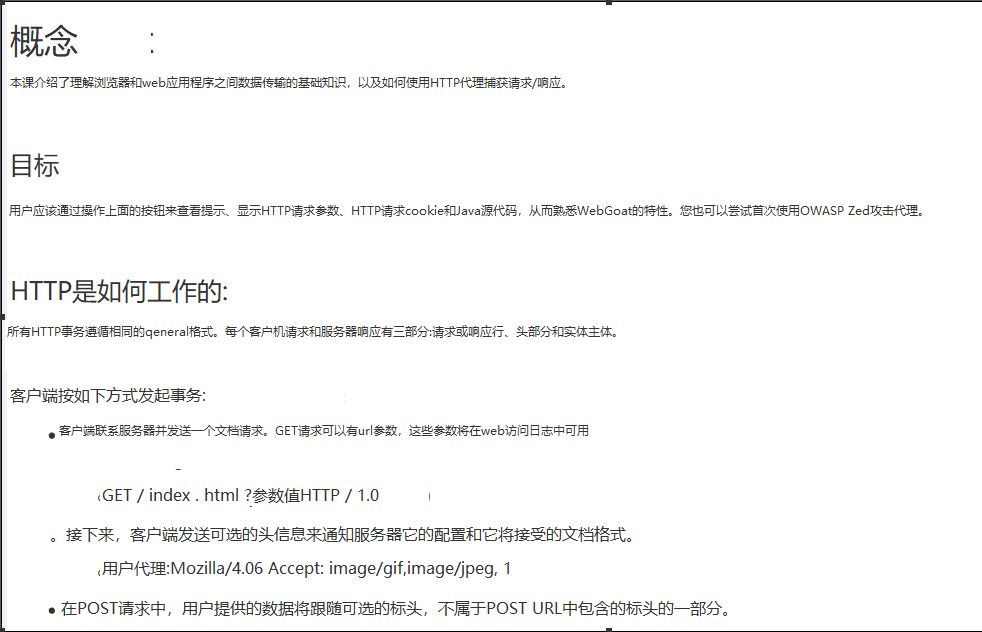 概念 :
本课介绍了理解浏览器和web应用程序之间数据传输的基础知识，以及如何使用HTTP代理捕获请求/响应。
目标
用户应该通过操作上面的按钮来查看提示、显示HTTP请求参数、HTTP请求cookie和Java源代码，从而熟悉WebGoat的特性。您也可以尝试首次使用OWASP Zed攻击代理。
HTTP是如何工作的:
所有HTTP事务遵循相同的qeneral格式。每个客户机请求和服务器响应有三部分:请求或响应行、头部分和实体主体。
客户端按如下方式发起事务:
● 客户端联系服务器并发送一个文档请求。GET请求可以有url参数，这些参数将在web访问日志中可用
(GET / index . html ?参数值HTTP / 1.0 )
。接下来，客户端发送可选的头信息来通知服务器它的配置和它将接受的文档格式。
(用户代理:Mozilla/4.06 Accept: image/gif,image/jpeg, 1
● 在POST请求中，用户提供的数据将跟随可选的标头，不属于POST URL中包含的标头的一部分。